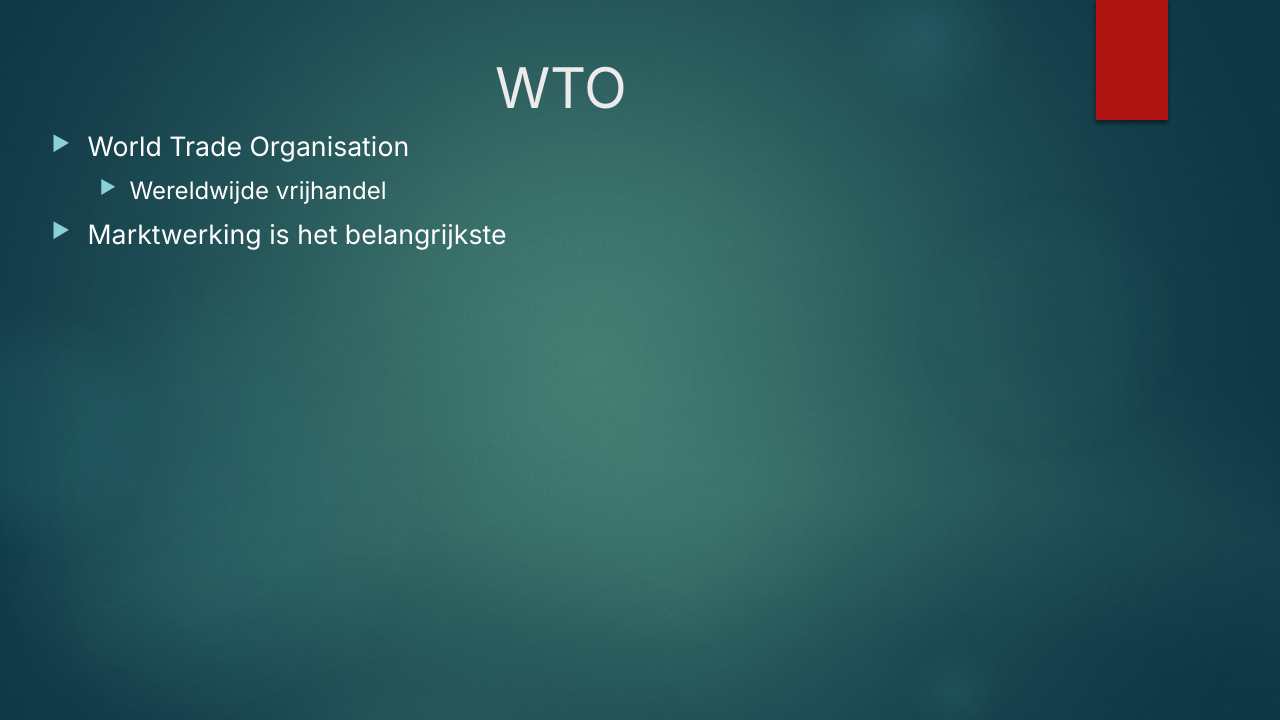 WTO
World Trade Organisation
Wereldwijde vrijhandel
Marktwerking is het belangrijkste